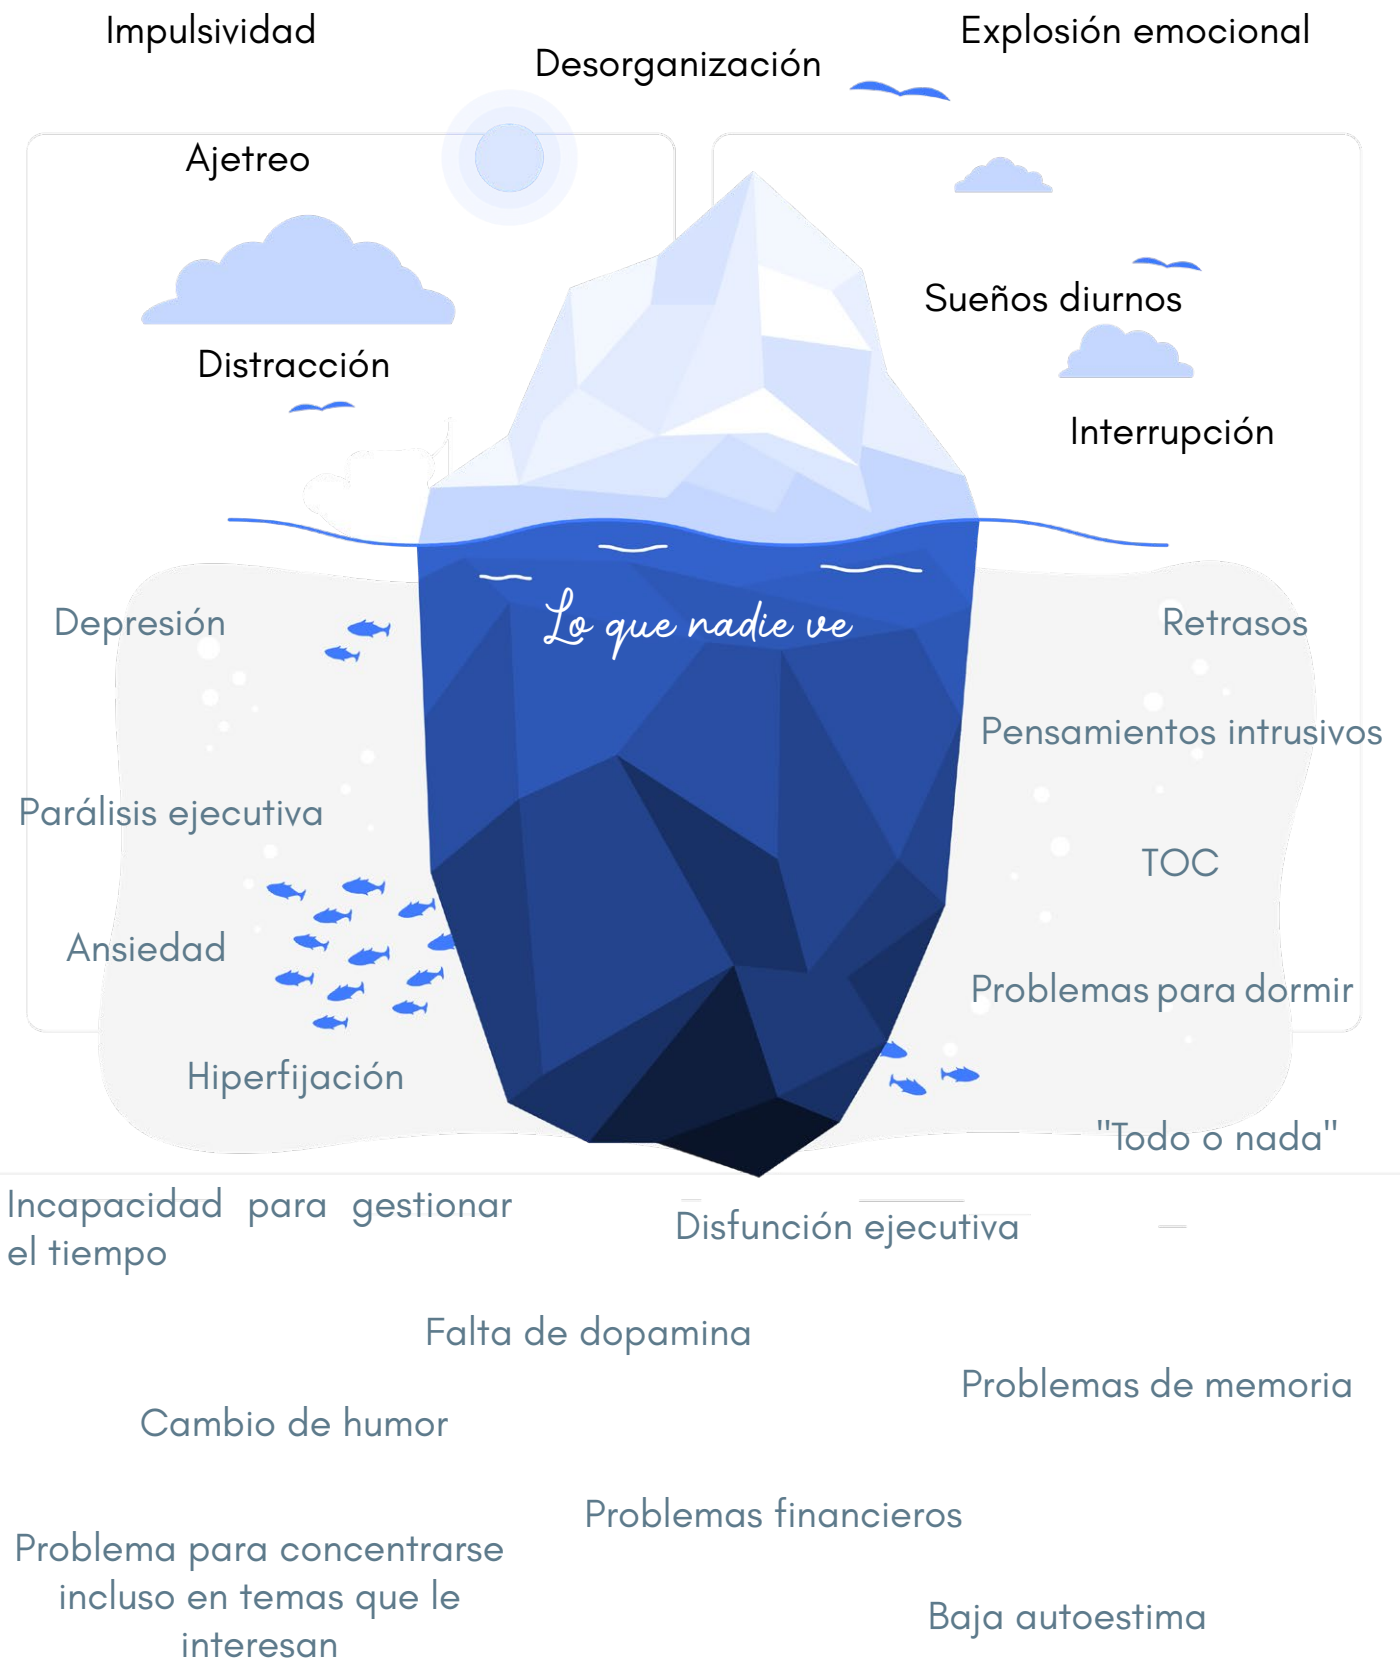 Impulsividad
Explosión emocional
Desorganización
Ajetreo
Sueños diurnos
Distracción
Interrupción
Lo que nadie ve
Depresión
Retrasos
Pensamientos intrusivos
Parálisis ejecutiva
TOC
Ansiedad
Problemas para dormir
Hiperfijación
"Todo o nada"
Incapacidad para gestionar
el tiempo
Disfunción ejecutiva
Falta de dopamina
Problemas de memoria
Cambio de humor
Problemas financieros
Problema para concentrarse
incluso en temas que le
interesan
Baja autoestima